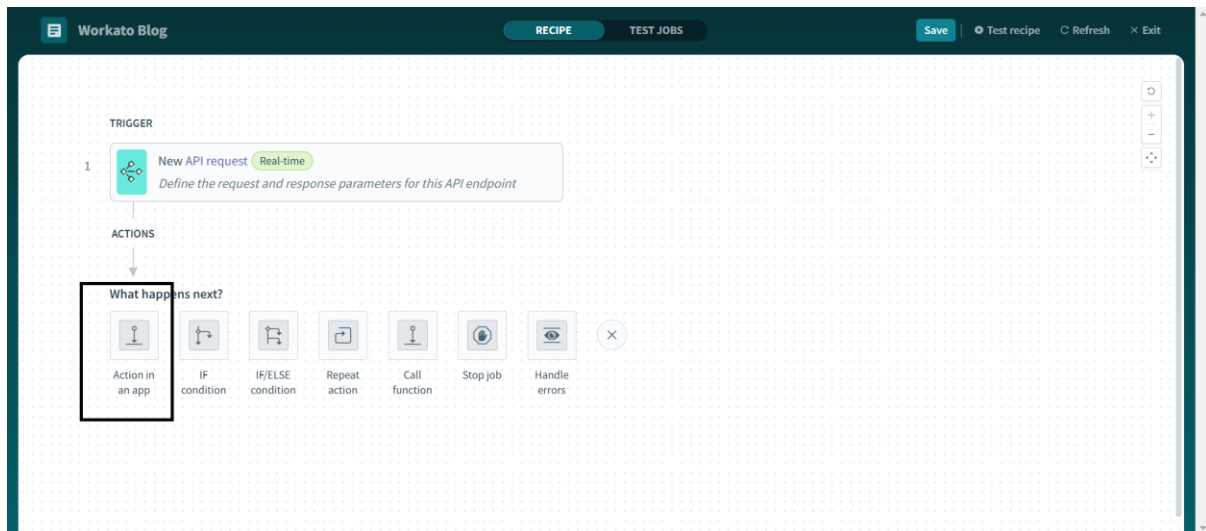 Workato Blog
RECIPE
TEST JOBS
Save
Test recipe
Refresh
Exit
TRIGGER
1
New API request Real-time
Define the request and response parameters for this API endpoint
ACTIONS
What happens next?
Action in
an app
IF
condition
IF/ELSE
condition
Repeat
action
Call
function
Stop job
Handle
errors